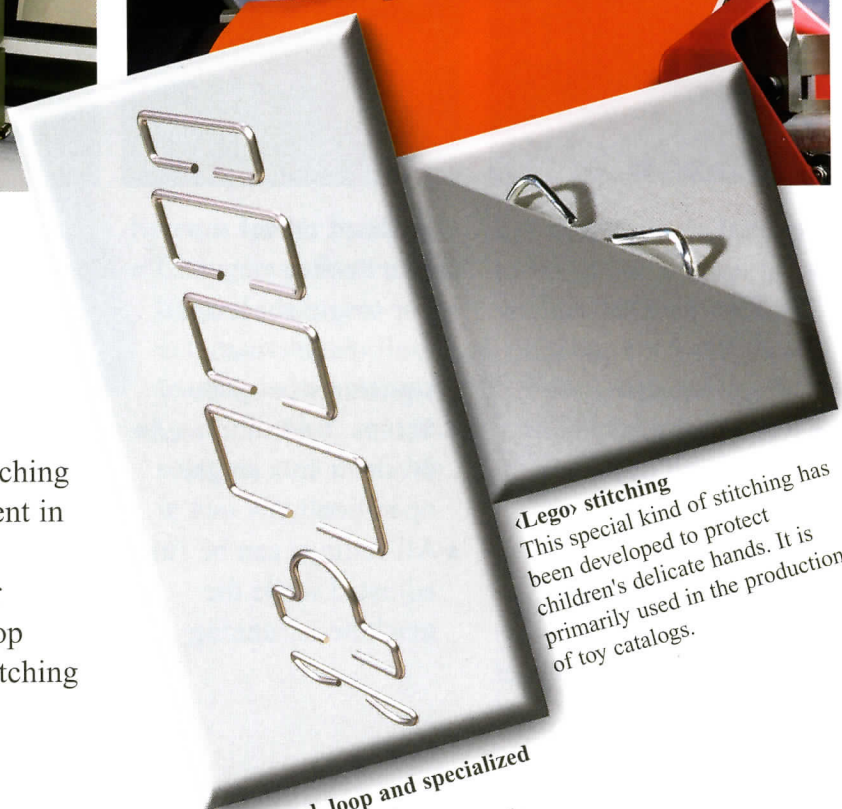 ching
ent in
op
tching
‹Lego› stitching
This special kind of stitching has
been developed to protect
children's delicate hands. It is
primarily used in the production
of toy catalogs.
loop and specialized